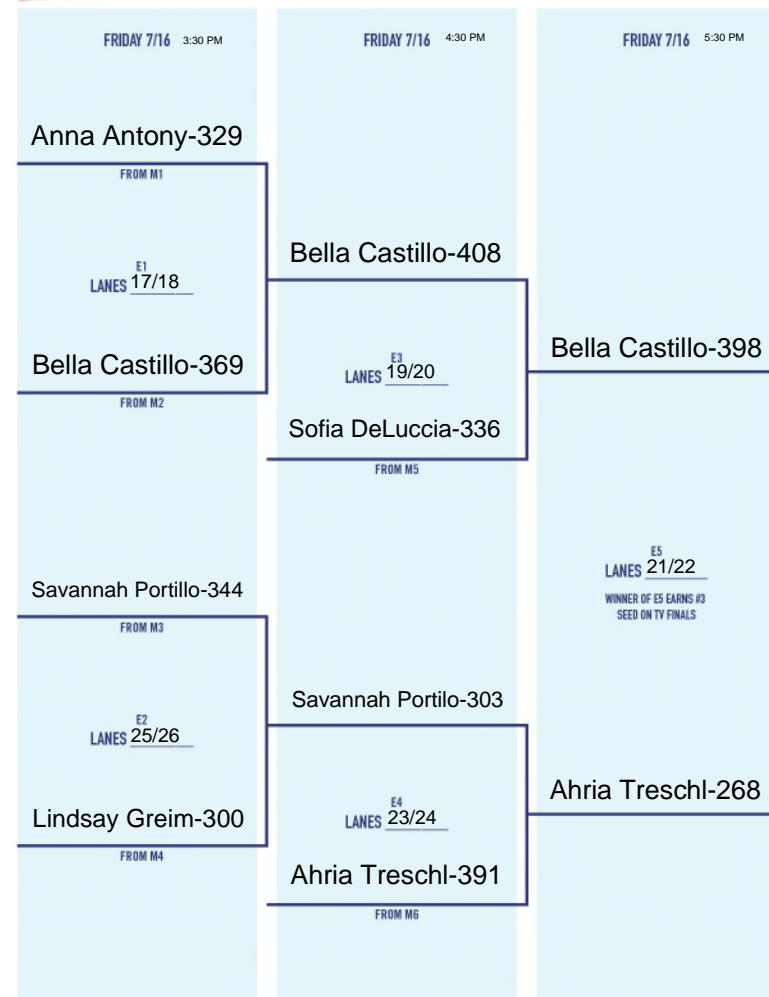 FRIDAY 7/16 3:30 PM
Anna Antony-329
FROM M1
E1
LANES 17/18
Bella Castillo-369
FROM M2
Savannah Portillo-344
FROM M3
E2
LANES 25/26
Lindsay Greim-300
FROM M4
FRIDAY 7/16 4:30 PM
Bella Castillo-408
E3
LANES 19/20
Sofia DeLuccia-336
FROM M5
Savannah Portilo-303
E4
LANES 23/24
Ahria Treschl-391
FROM M6
FRIDAY 7/16 5:30 PM
Bella Castillo-398
E5
LANES 21/22
WINNER OF E5 EARNS #3
SEED ON TV FINALS
Ahria Treschl-268